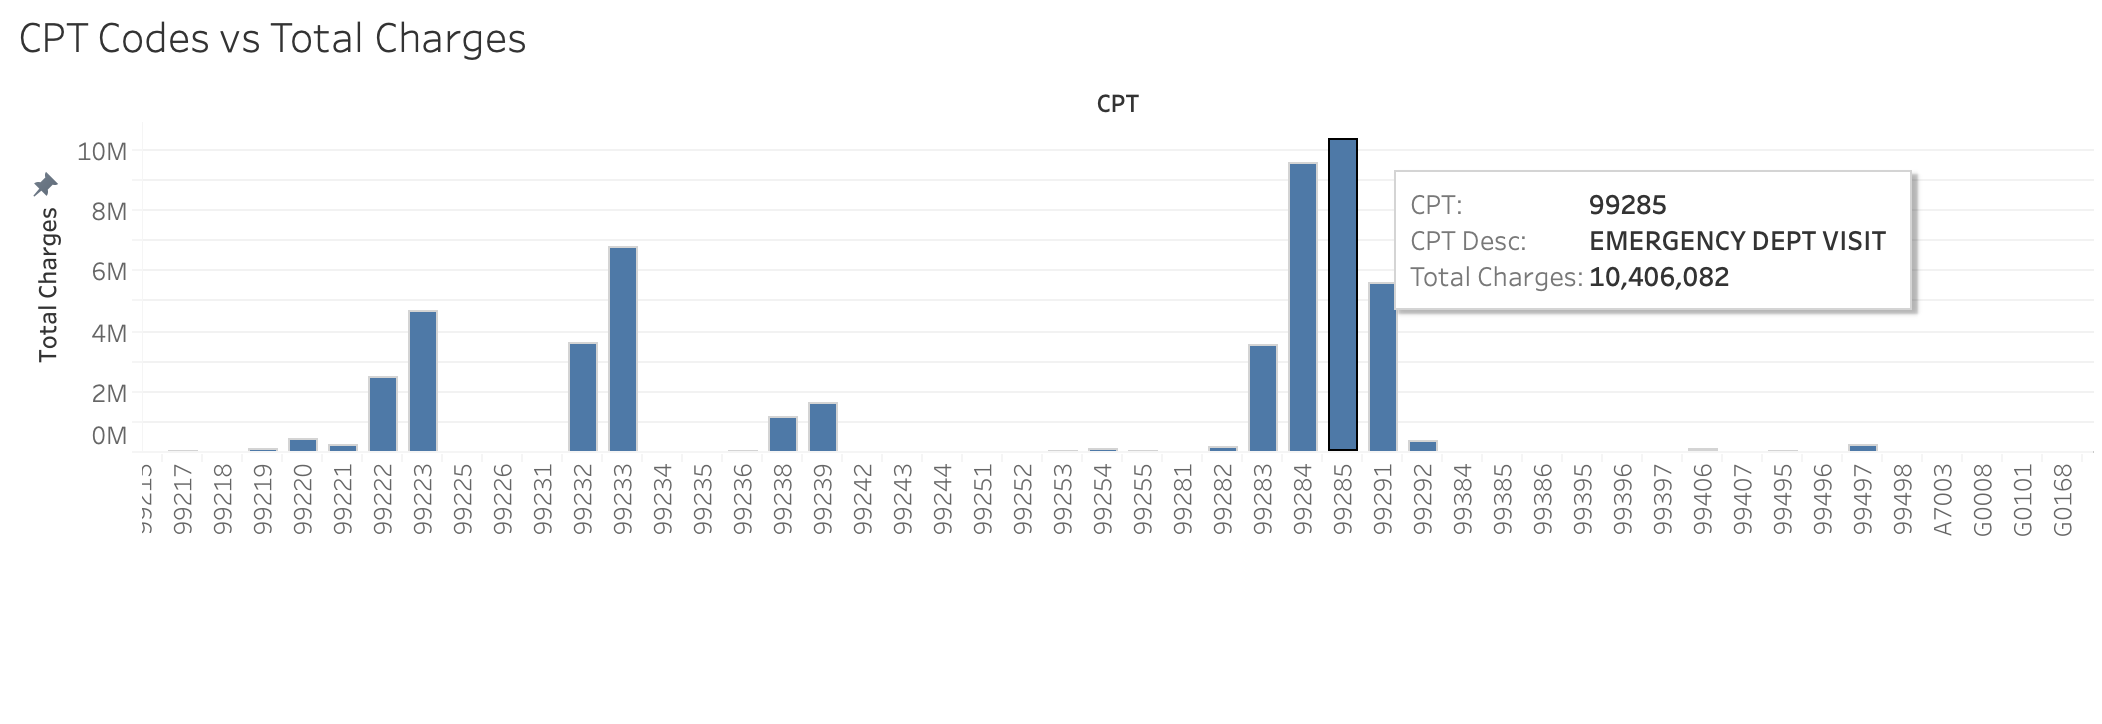 CPT Codes vs Total Charges
CPT
Total Charges
10M
8M
6M
4M
2M
0M
CPT: 99285
CPT Desc: EMERGENCY DEPT VISIT
Total Charges: 10,406,082
99217
99218
99219
99220
99221
99222
99223
99225
99226
99231
99232
99233
99234
99235
99236
99238
99239
99242
99243
99244
99251
99252
99253
99254
99255
99281
99282
99283
99284
99285
99291
99292
99384
99385
99386
99395
99396
99397
99406
99407
99495
99496
99497
99498
A7003
G0008
G0101
G0168